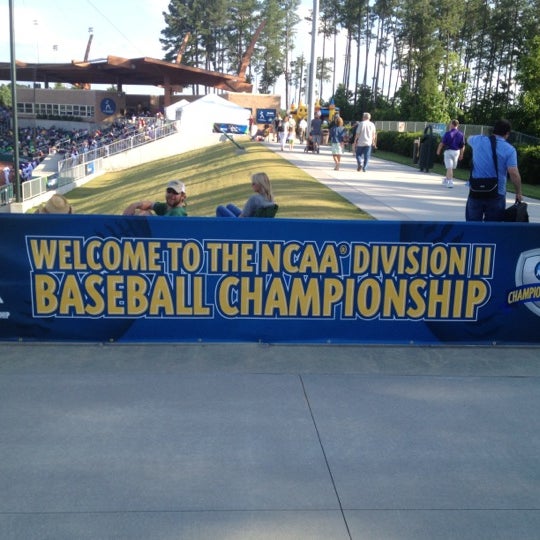 WELCOME TO THE NCAA® DIVISION II
BASEBALL CHAMPIONSHIP